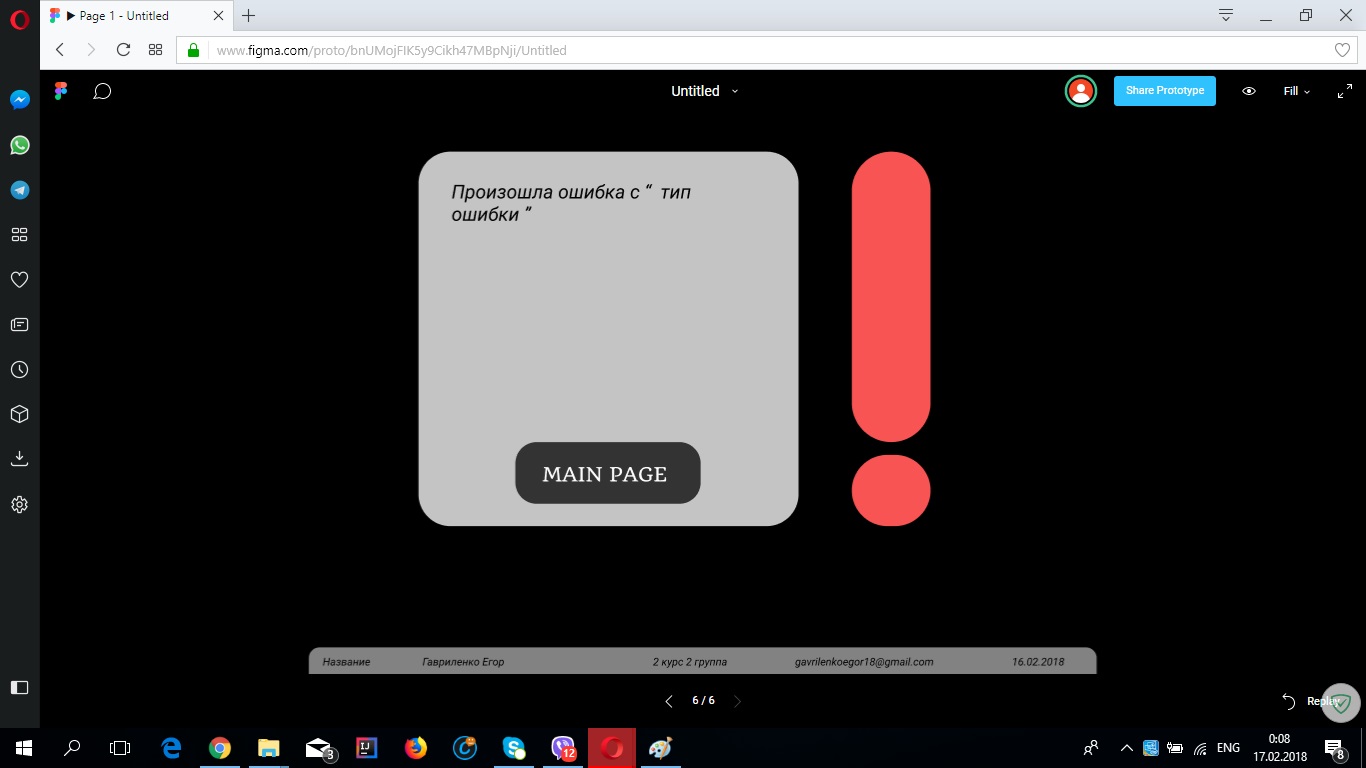 Page 1 - Untitled
www.figma.com/proto/bnUMojFIK5y9Cikh47MBpNji/Untitled
Untitled
Share Prototype
Fill
Произошла ошибка с “ тип
ошибки ”
MAIN PAGE
Название Гавриленко Егор 2 курс 2 группа gavrilenkoegor18@gmail.com 16.02.2018
6 / 6
Replay
3
IJ
12
ENG
0:08
17.02.2018
8